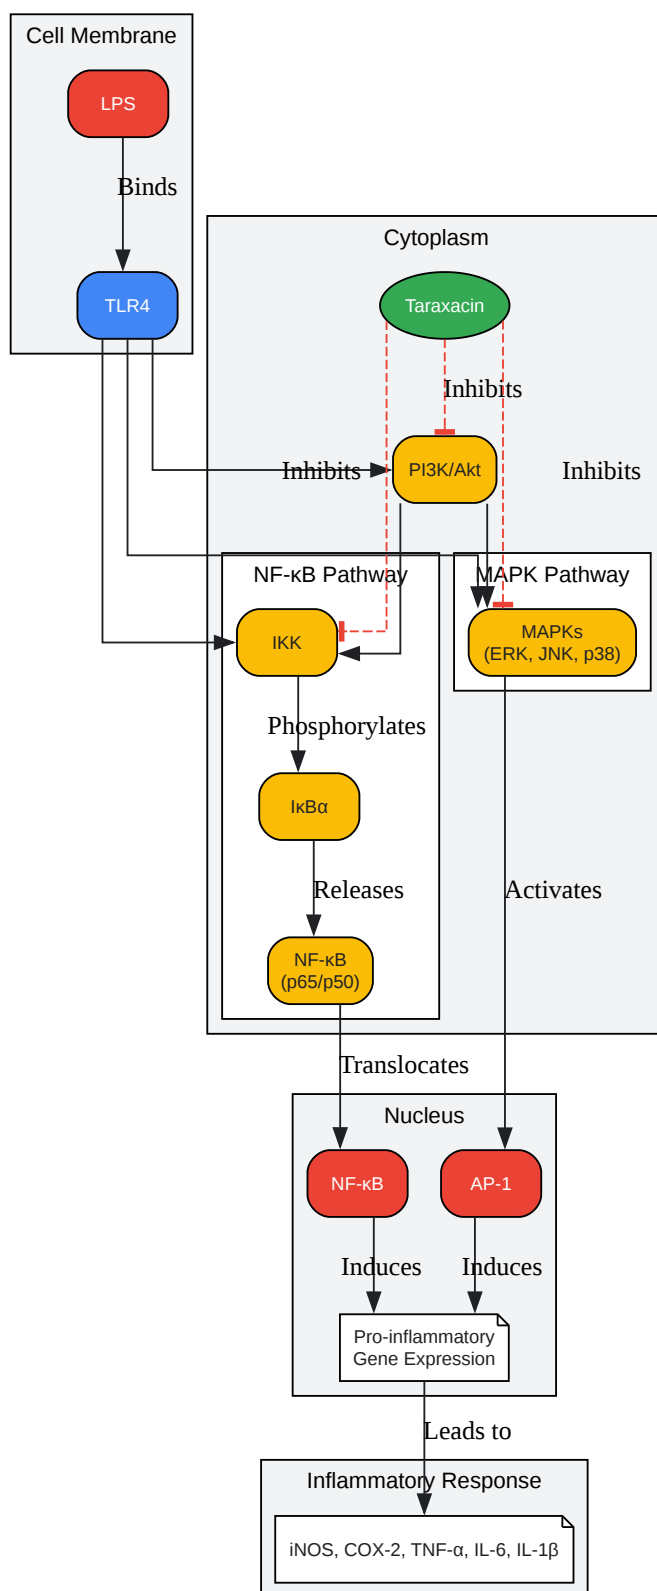 Cell Membrane
LPS
Binds
TLR4
Cytoplasm
Taraxacin
Inhibits
Inhibits
PI3K/Akt
Inhibits
NF-κB Pathway
MAPK Pathway
IKK
MAPKs
(ERK, JNK, p38)
Phosphorylates
IκBα
Releases
Activates
NF-κB
(p65/p50)
Translocates
Nucleus
NF-κB
AP-1
Induces
Induces
Pro-inflammatory
Gene Expression
Leads to
Inflammatory Response
iNOS, COX-2, TNF-α, IL-6, IL-1β